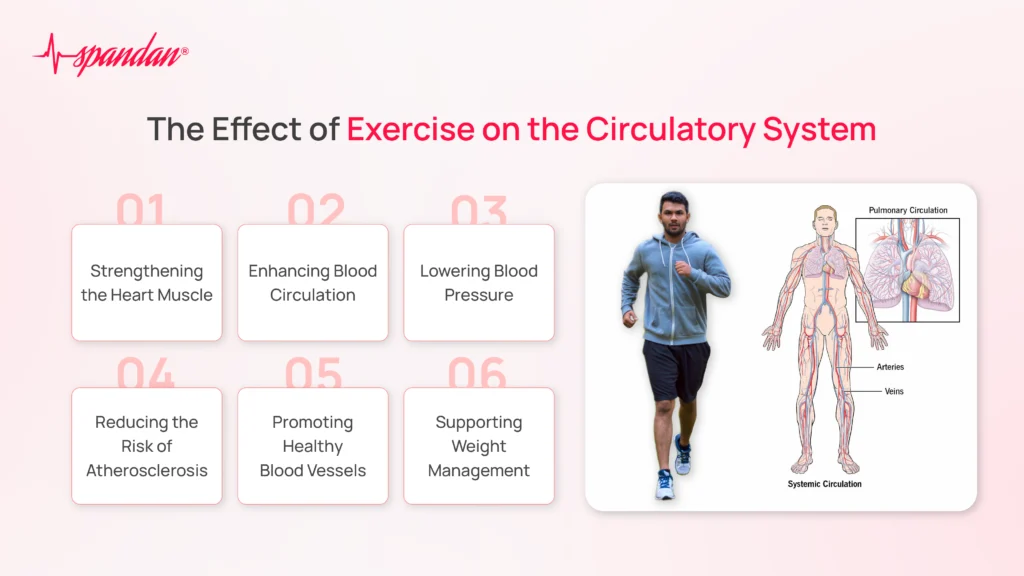 spandan®
The Effect of Exercise on the Circulatory System
01
Strengthening
the Heart Muscle
02
Enhancing Blood
Circulation
03
Lowering Blood
Pressure
04
Reducing the
Risk of
Atherosclerosis
05
Promoting
Healthy
Blood Vessels
06
Supporting
Weight
Management
Pulmonary Circulation
Arteries
Veins
Systemic Circulation